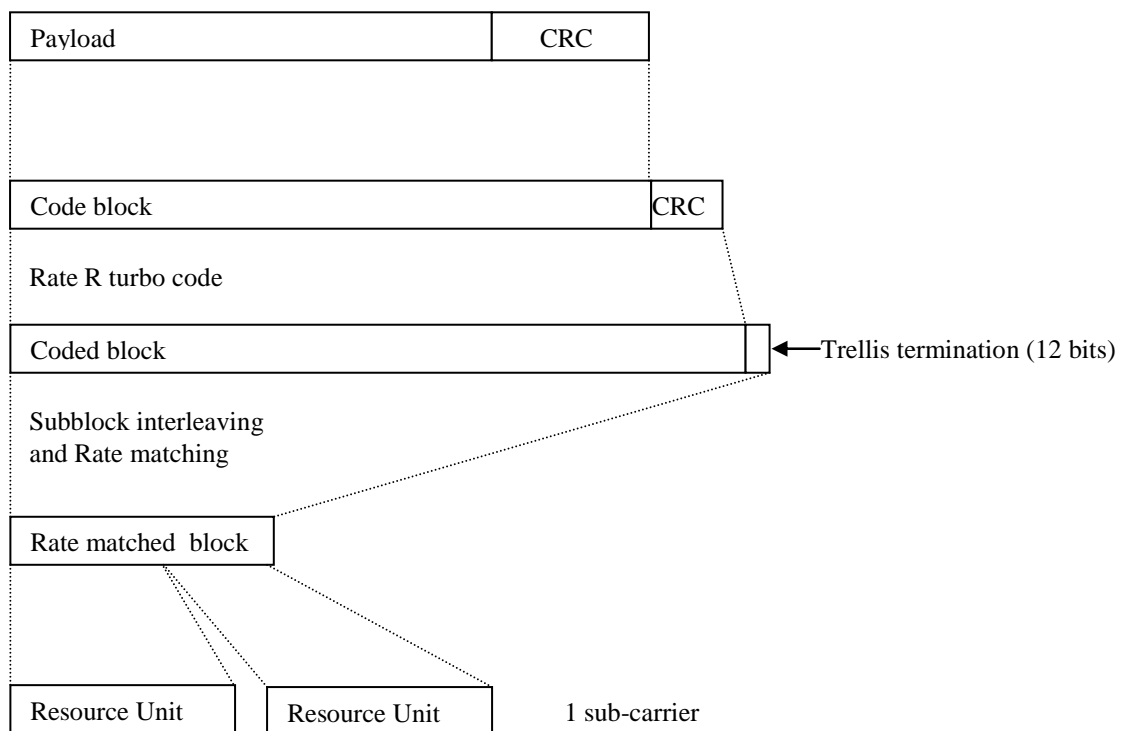 Payload CRC
Code block CRC
Rate R turbo code
Coded block
Trellis termination (12 bits)
Subblock interleaving
and Rate matching
Rate matched block
Resource Unit Resource Unit 1 sub-carrier